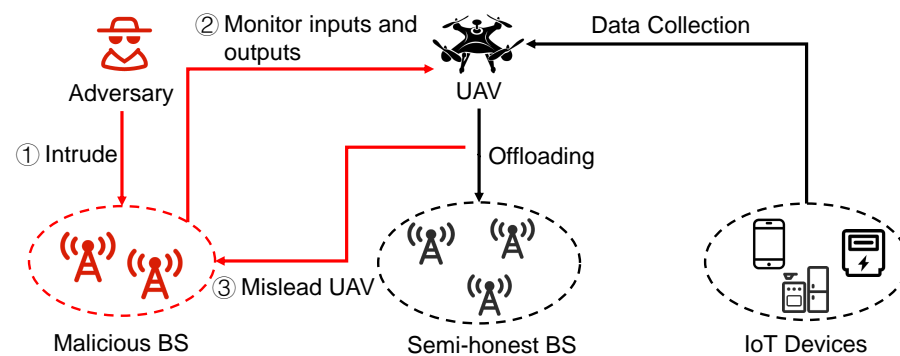 ② Monitor inputs and
outputs
Data Collection
Adversary
UAV
① Intrude
Offloading
③ Mislead UAV
Malicious BS
Semi-honest BS
IoT Devices